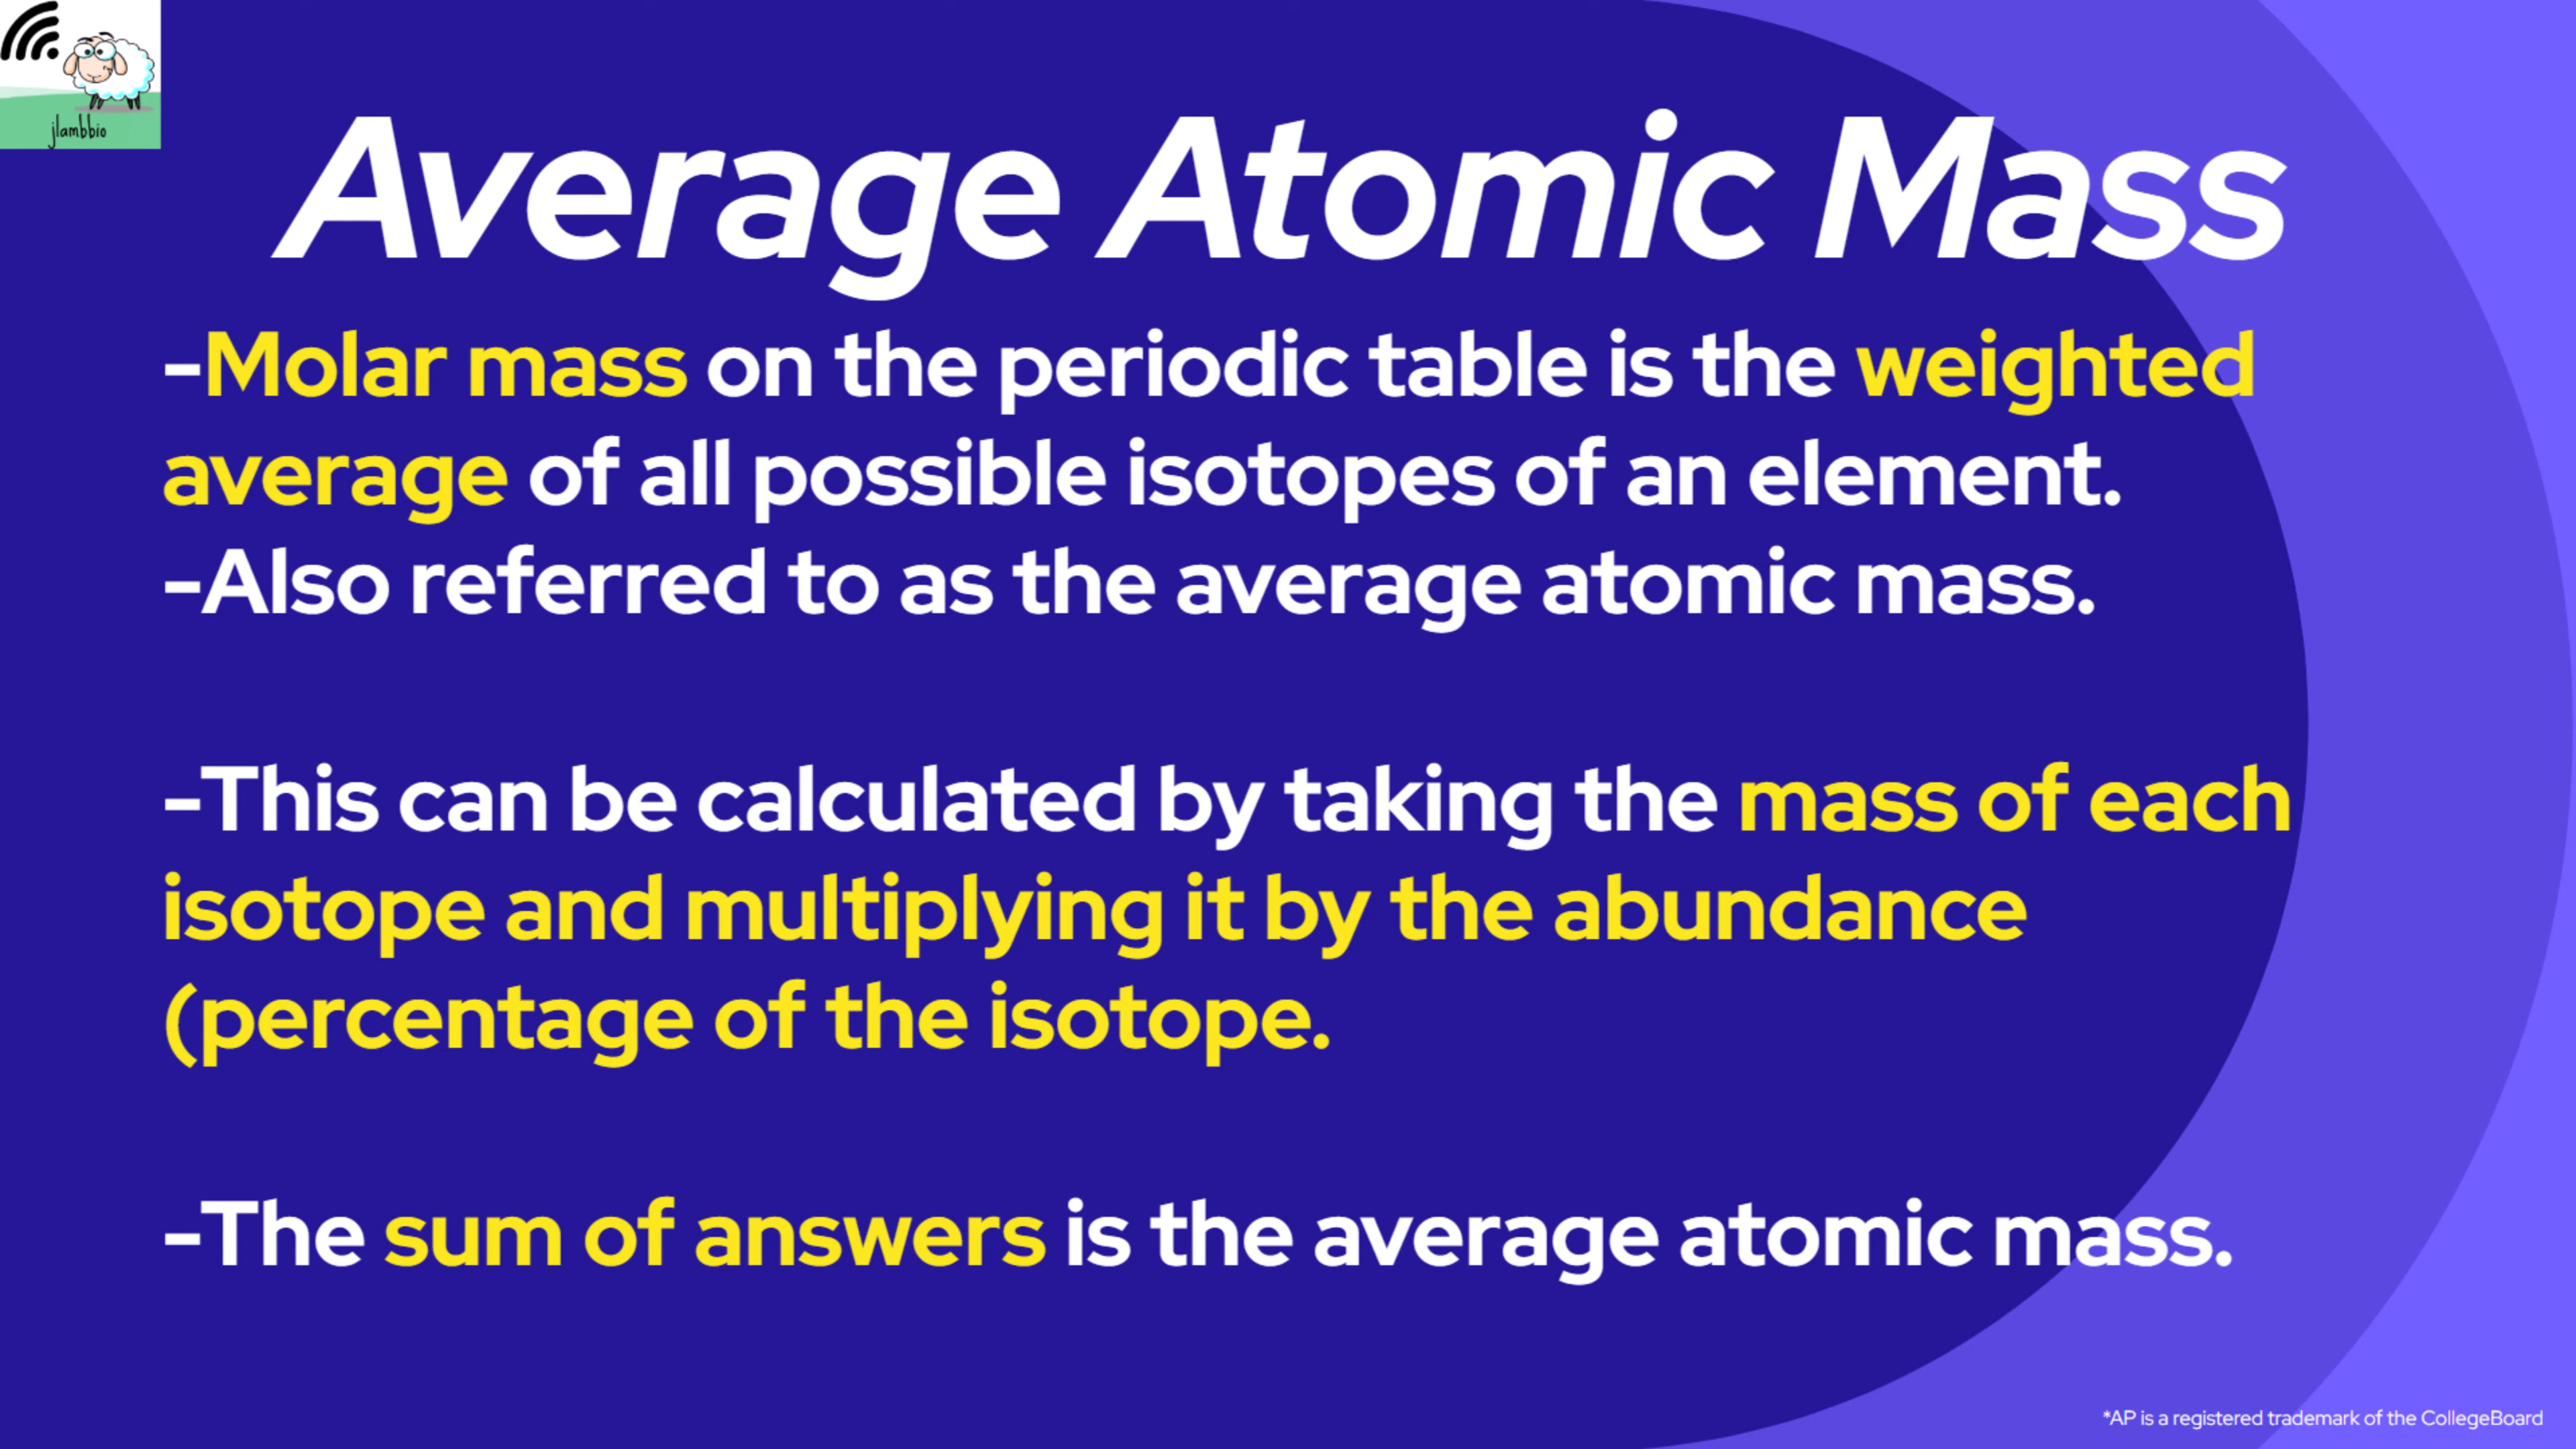 jlambbio
Average Atomic Mass
-Molar mass on the periodic table is the weighted
average of all possible isotopes of an element.
-Also referred to as the average atomic mass.
-This can be calculated by taking the mass of each
isotope and multiplying it by the abundance
(percentage of the isotope.
-The sum of answers is the average atomic mass.
*AP is a registered trademark of the CollegeBoard